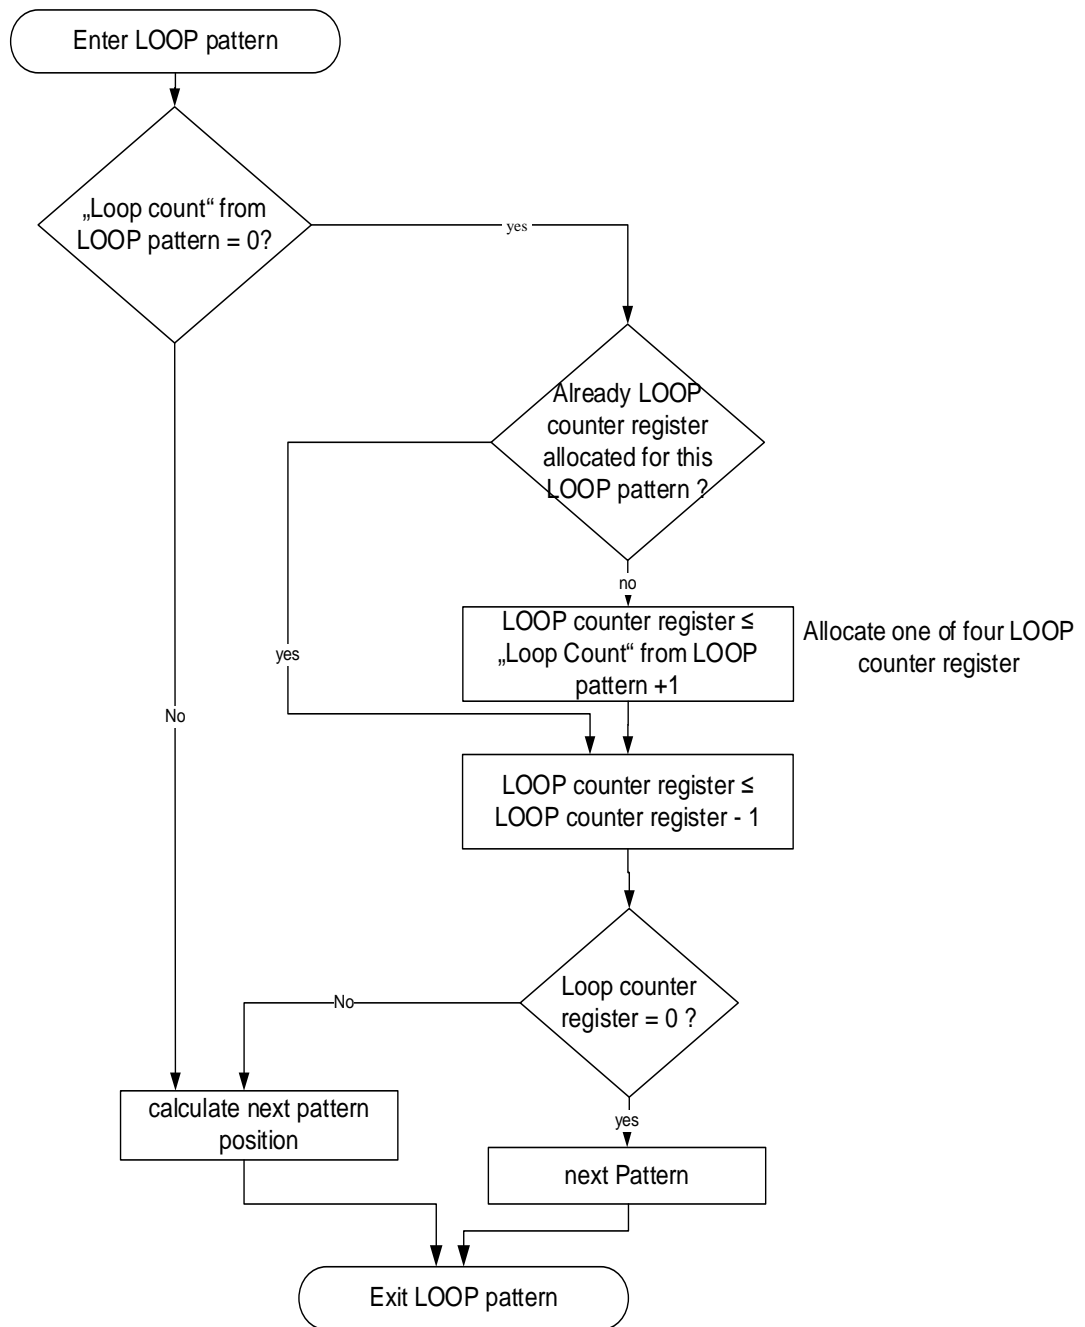 Enter LOOP pattern
„Loop count“ from
LOOP pattern = 0?
yes
Already LOOP
counter register
allocated for this
LOOP pattern ?
no
LOOP counter register ≤
„Loop Count“ from LOOP
pattern +1
Allocate one of four LOOP
counter register
yes
No
LOOP counter register ≤
LOOP counter register - 1
Loop counter
register = 0 ?
No
calculate next pattern
position
yes
next Pattern
Exit LOOP pattern